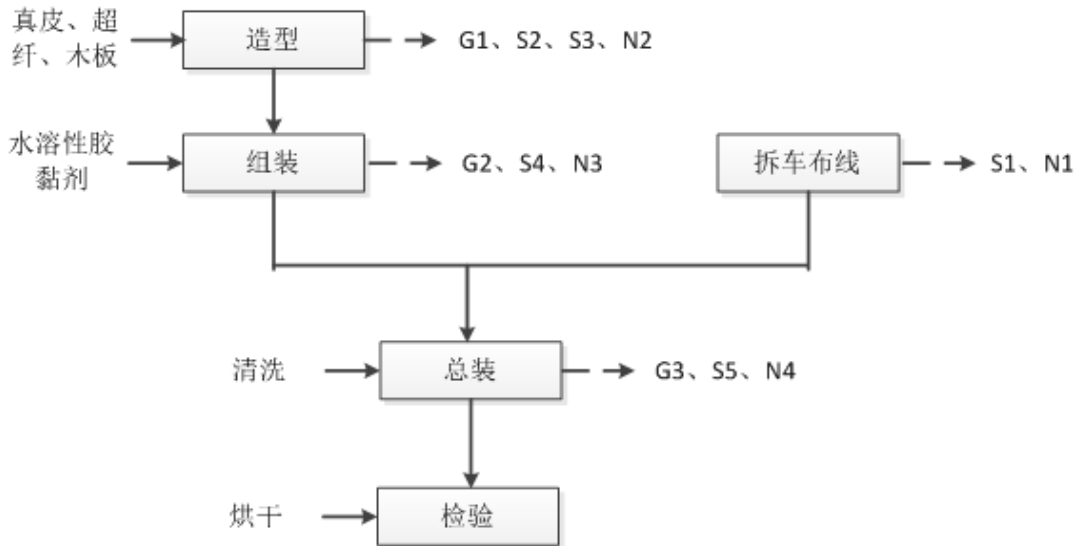 真皮、超
纤、木板
造型
G1、S2、S3、N2
水溶性胶
黏剂
组装
G2、S4、N3
拆车布线
S1、N1
清洗
总装
G3、S5、N4
烘干
检验